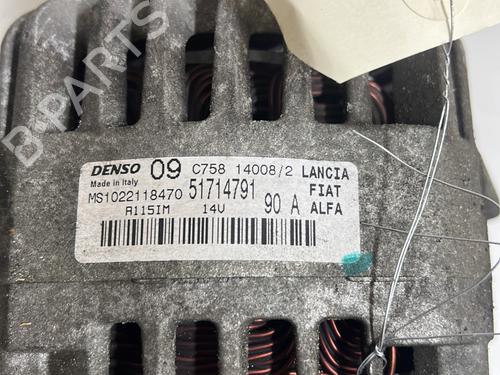 B-PARTS
DENSO 09 C758 14008/2 LANCIA
Made in Italy
MS1022118470 51714791 FIAT
A115IM 14V 90 A ALFA